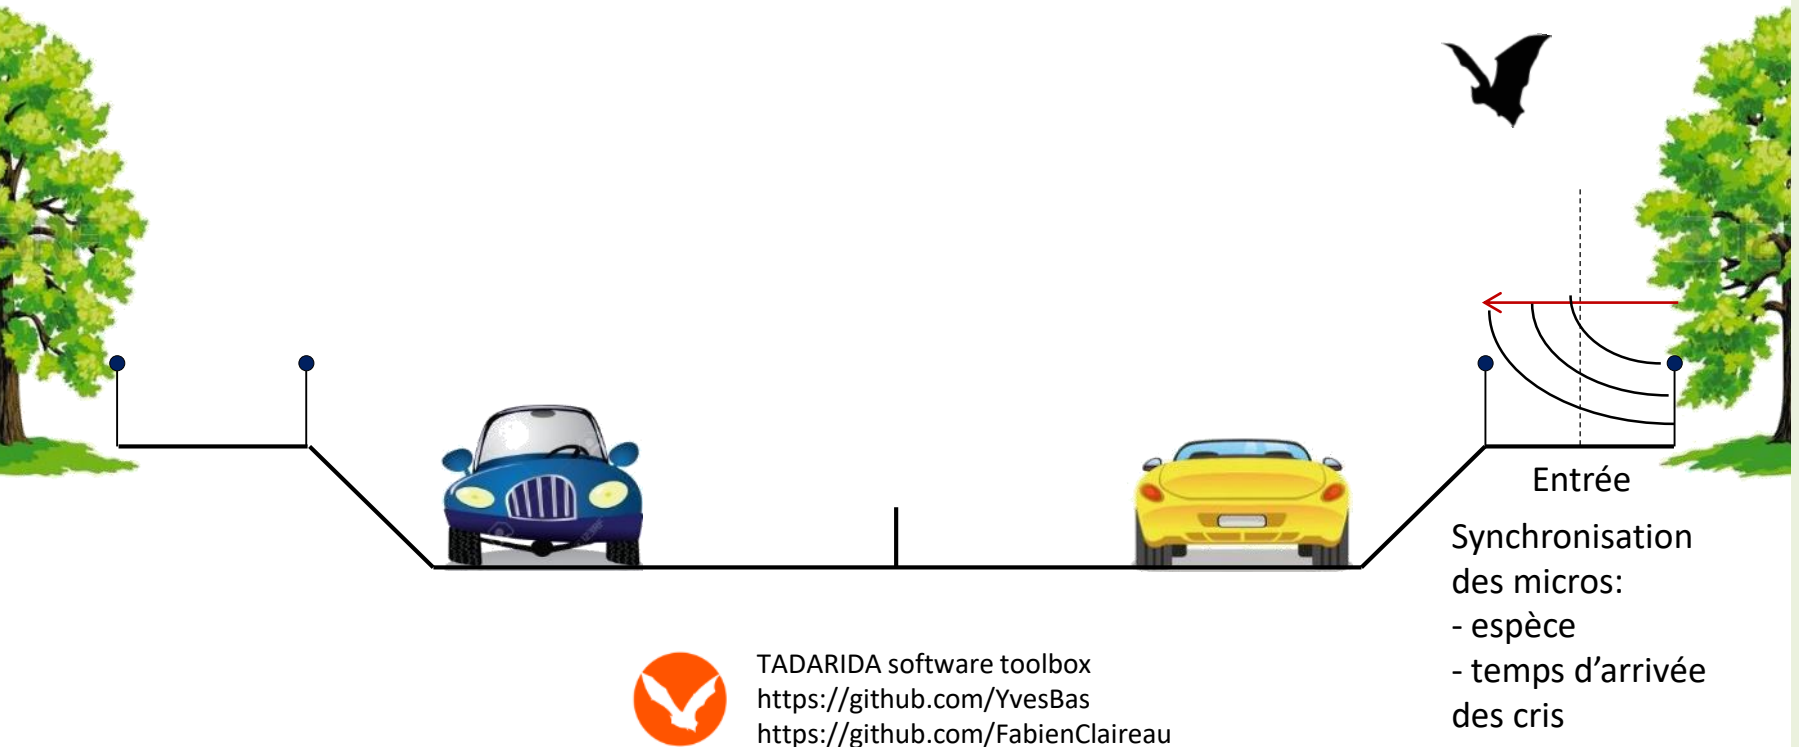 Entrée
Synchronisation
des micros:
- espèce
- temps d’arrivée
des cris
TADARIDA software toolbox
https://github.com/YvesBas
https://github.com/FabienClaireau